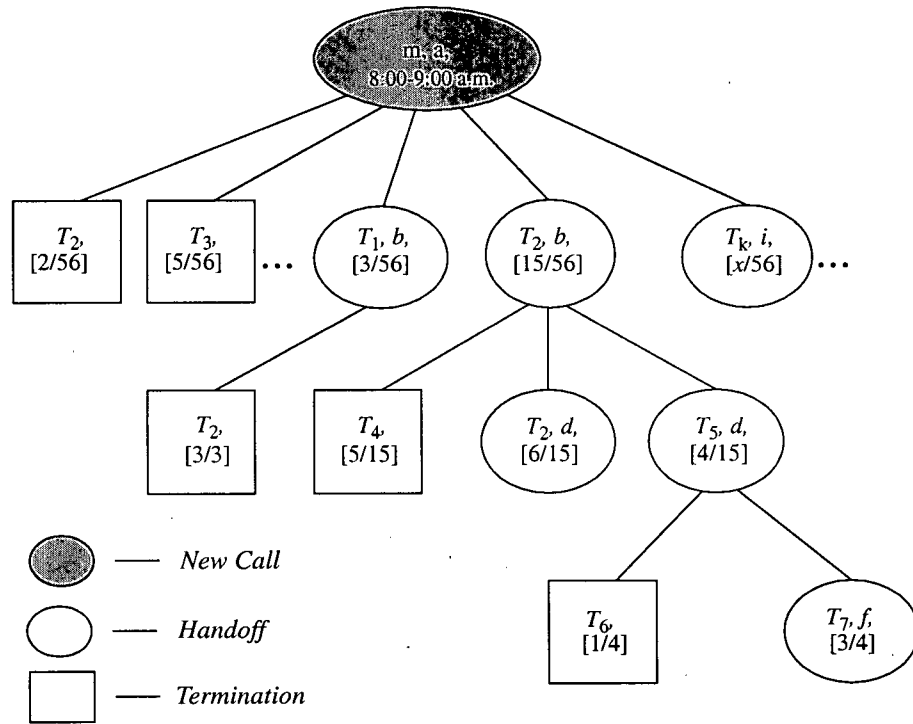 m, a,
8:00-9:00 a.m.
T2,
[2/56]
T3,
[5/56]
...
T1, b,
[3/56]
T2, b,
[15/56]
Tk, i,
[x/56]
...
T2,
[3/3]
T4,
[5/15]
T2, d,
[6/15]
T5, d,
[4/15]
T6,
[1/4]
T7, f,
[3/4]
New Call
Handoff
Termination